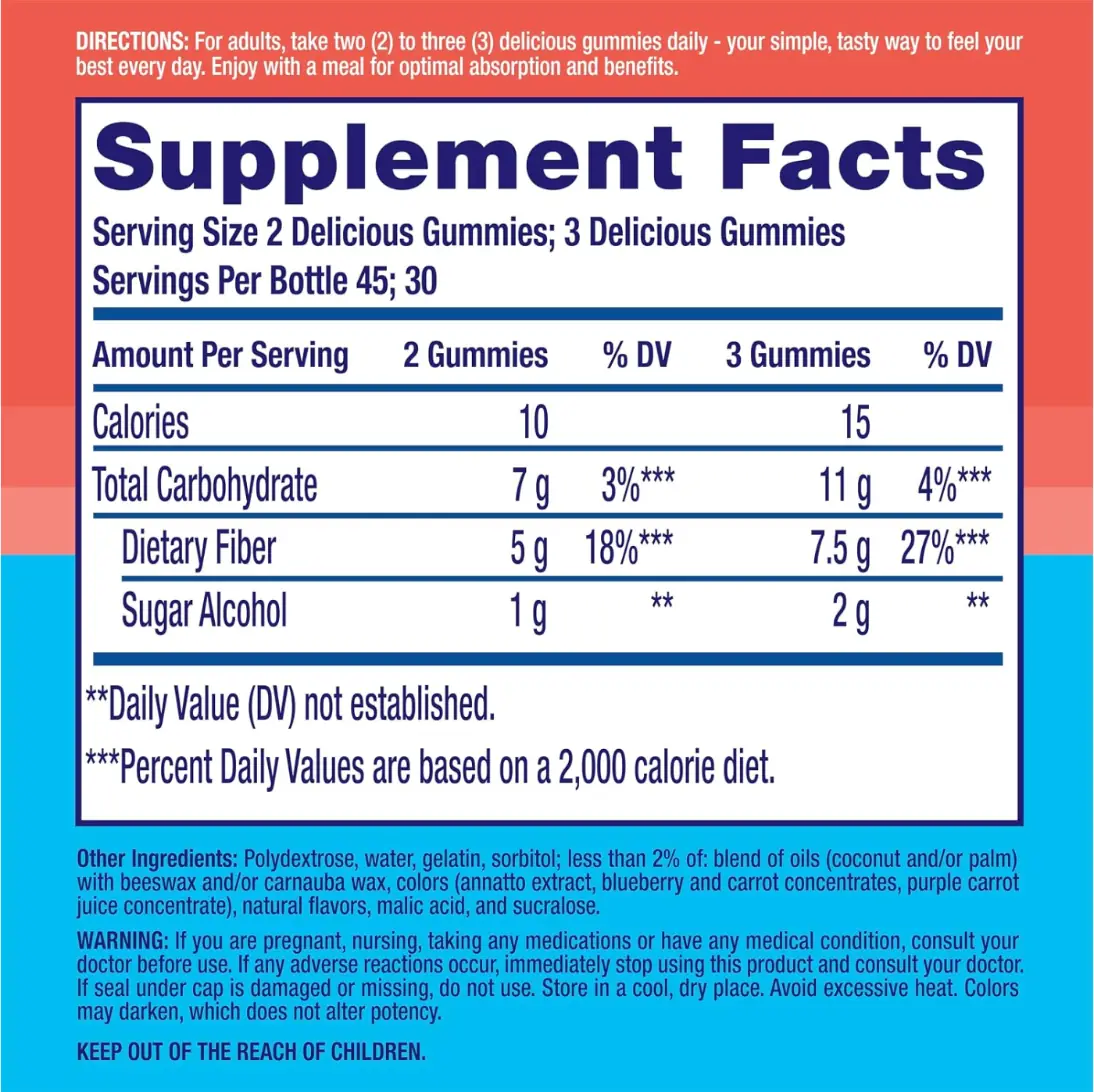 DIRECTIONS: For adults, take two (2) to three (3) delicious gummies daily - your simple, tasty way to feel your
best every day. Enjoy with a meal for optimal absorption and benefits.
Supplement Facts
Serving Size 2 Delicious Gummies; 3 Delicious Gummies
Servings Per Bottle 45; 30
Amount Per Serving 2 Gummies % DV 3 Gummies % DV
Calories 10 15
Total Carbohydrate 7 g 3%*** 11 g 4%***
Dietary Fiber 5 g 18%*** 7.5 g 27%***
Sugar Alcohol 1 g ** 2 g **
**Daily Value (DV) not established.
***Percent Daily Values are based on a 2,000 calorie diet.
Other Ingredients: Polydextrose, water, gelatin, sorbitol; less than 2% of: blend of oils (coconut and/or palm)
with beeswax and/or carnauba wax, colors (annatto extract, blueberry and carrot concentrates, purple carrot
juice concentrate), natural flavors, malic acid, and sucralose.
WARNING: If you are pregnant, nursing, taking any medications or have any medical condition, consult your
doctor before use. If any adverse reactions occur, immediately stop using this product and consult your doctor.
If seal under cap is damaged or missing, do not use. Store in a cool, dry place. Avoid excessive heat. Colors
may darken, which does not alter potency.
KEEP OUT OF THE REACH OF CHILDREN.